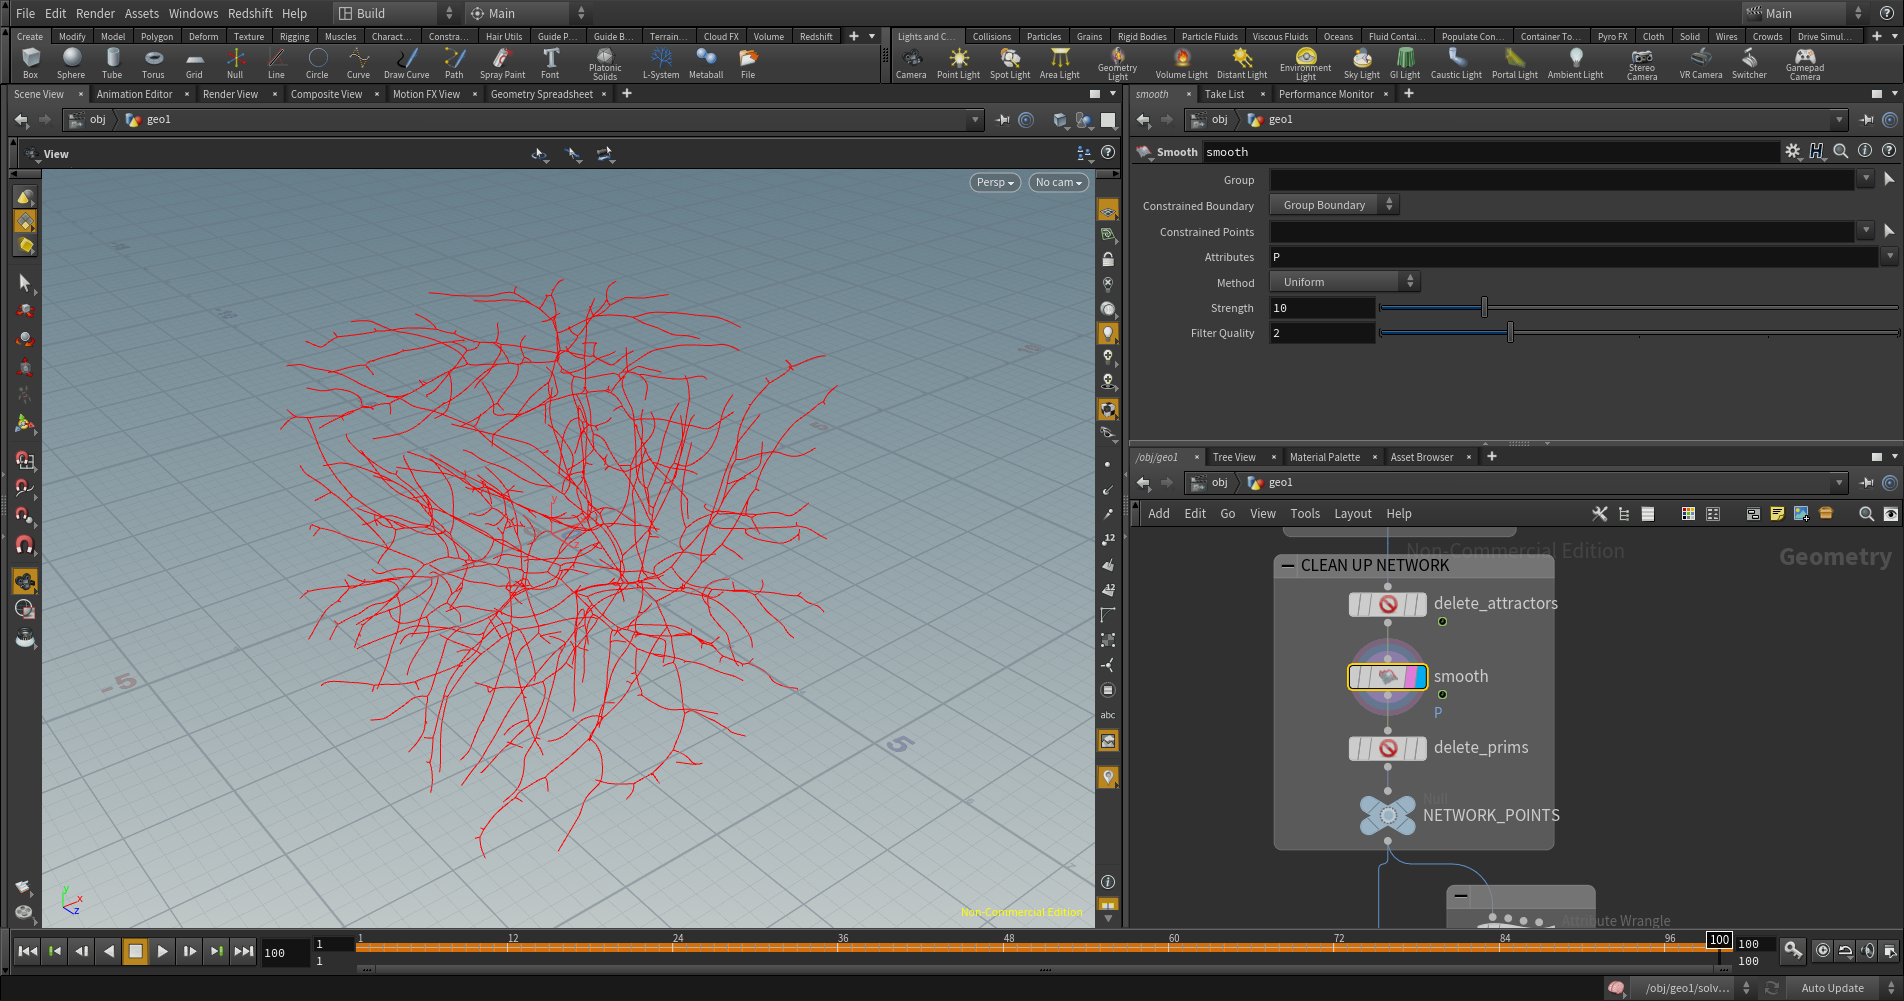 File Edit Render Assets Windows Redshift Help Build Main Main
Create Modify Model Polygon Deform Texture Rigging Muscles Charact... Constra... Hair Utils Guide P... Guide B... Terrain... Cloud FX Volume Redshift
Lights and C... Collisions Particles Grains Rigid Bodies Particle Fluids Viscous Fluids Oceans Fluid Contai... Populate Con... Container To... Pyro FX Cloth Solid Wires Crowds Drive Simul...
Box Sphere Tube Torus Grid Null Line Circle Curve Draw Curve Path Spray Paint Font Platonic Solids L-System Metaball File
Camera Point Light Spot Light Area Light Geometry Light Volume Light Distant Light Environment Light Sky Light GI Light Caustic Light Portal Light Ambient Light Stereo Camera VR Camera Switcher Gamepad Camera
Scene View Animation Editor Render View Composite View Motion FX View Geometry Spreadsheet
obj geo1
View
Persp No cam
y
5
-5
y x z
Non-Commercial Edition
12
12
abc
smooth Take List Performance Monitor
obj geo1
Smooth smooth
Group
Constrained Boundary Group Boundary
Constrained Points
Attributes P
Method Uniform
Strength 10
Filter Quality 2
/obj/geo1 Tree View Material Palette Asset Browser
obj geo1
Add Edit Go View Tools Layout Help
Non-Commercial Edition
Geometry
CLEAN UP NETWORK
delete_attractors
smooth
P
delete_prims
Null
NETWORK_POINTS
Attribute Wrangle
100 1 1 12 24 36 48 60 72 84 96 100 100
1 100
/obj/geo1/solv... Auto Update